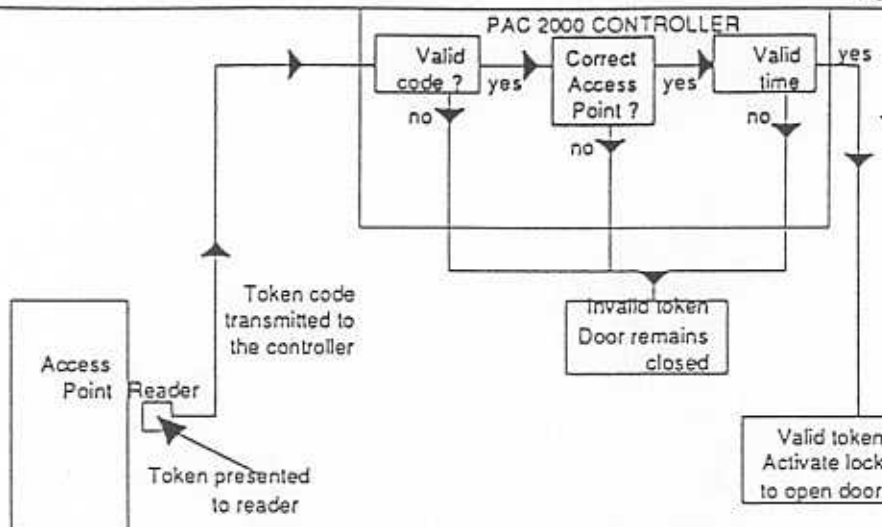 PAC 2000 CONTROLLER
Valid
code ?
yes
Correct
Access
Point ?
yes
Valid
time
yes
no
no
no
Token code
transmitted to
the controller
Invalid token
Door remains
closed
Access
Point
Reader
Token presented
to reader
Valid token
Activate lock
to open door